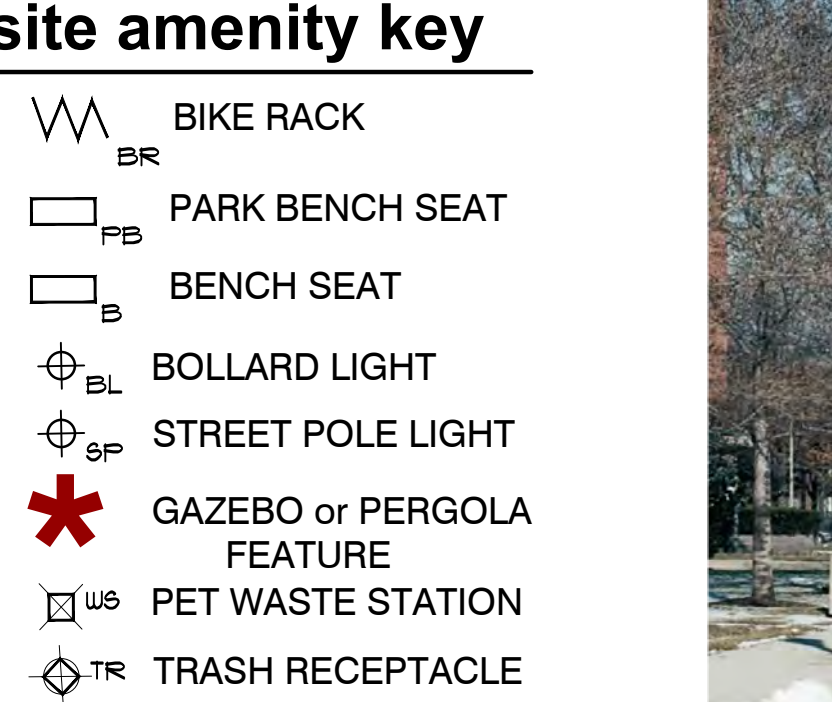 site amenity key
BIKE RACK
BR
PARK BENCH SEAT
PB
BENCH SEAT
B
BOLLARD LIGHT
BL
STREET POLE LIGHT
SP
GAZEBO or PERGOLA
FEATURE
WS PET WASTE STATION
TR TRASH RECEPTACLE